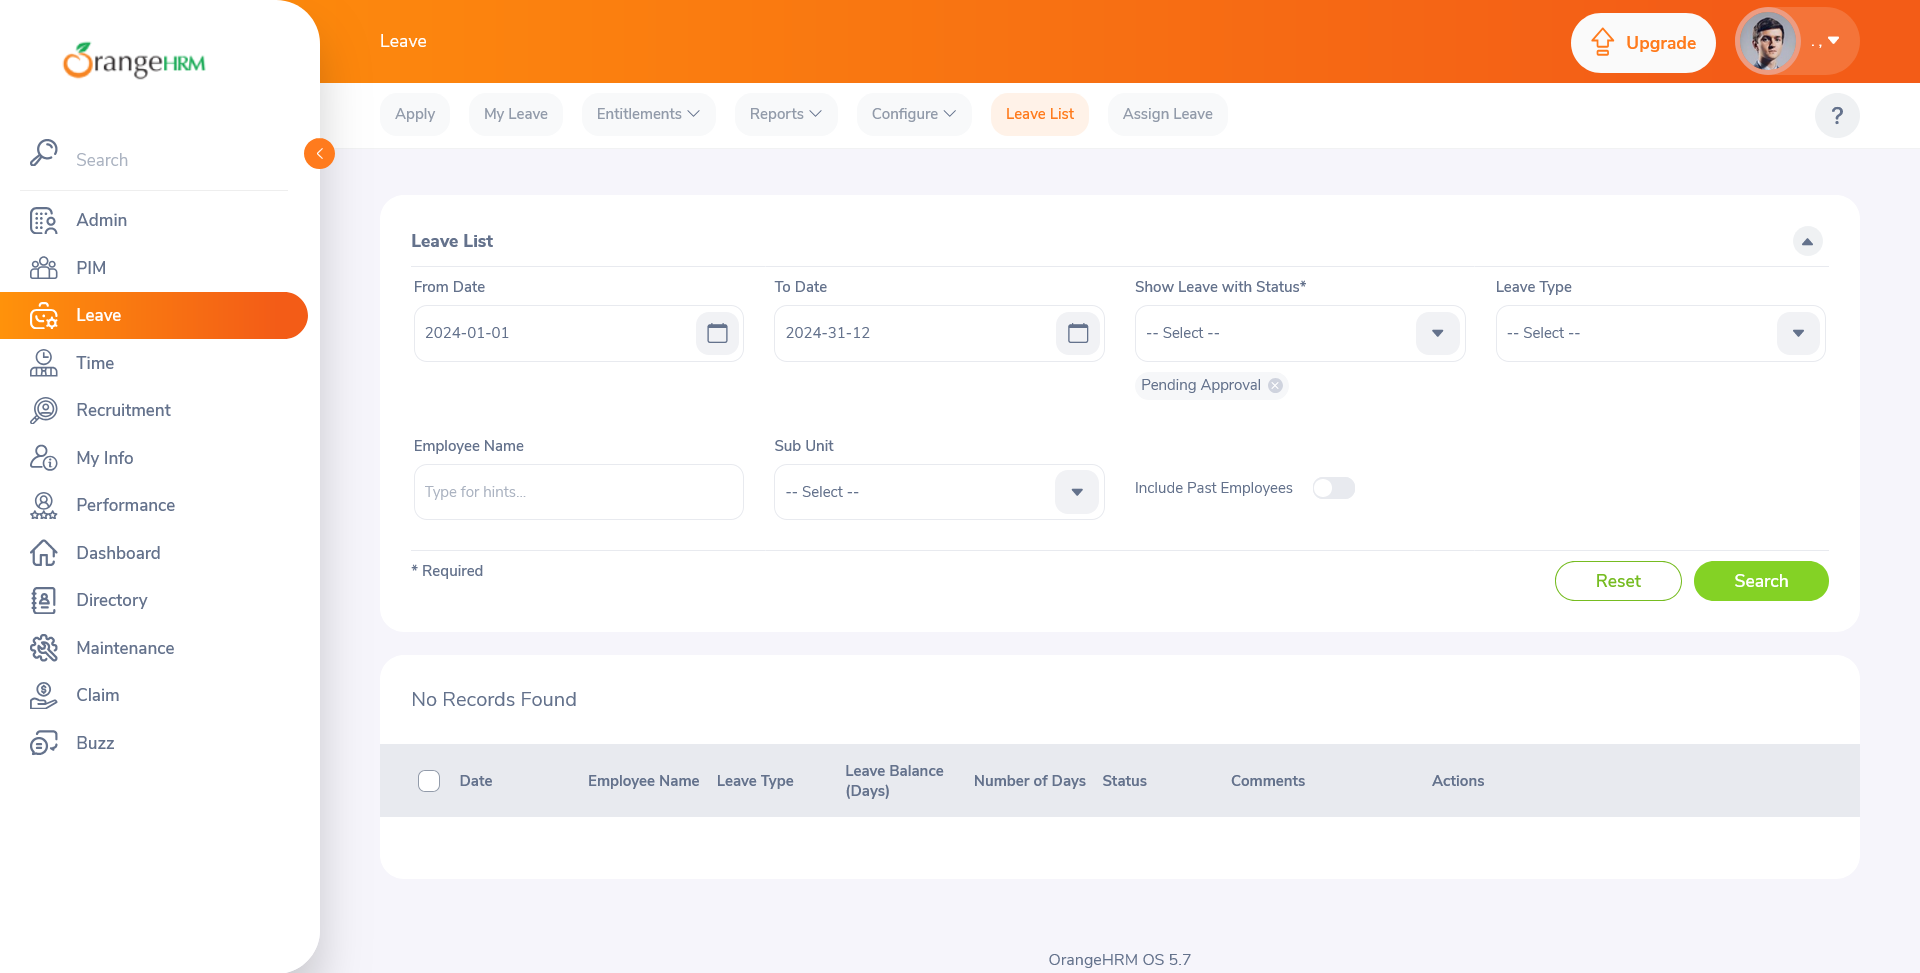 OrangeHRM
Leave
Upgrade
. ,
Apply
My Leave
Entitlements
Reports
Configure
Leave List
Assign Leave
?
Search
Admin
PIM
Leave
Time
Recruitment
My Info
Performance
Dashboard
Directory
Maintenance
Claim
Buzz
Leave List
From Date
To Date
Show Leave with Status*
Leave Type
2024-01-01
2024-31-12
-- Select --
-- Select --
Pending Approval
Employee Name
Sub Unit
Type for hints...
-- Select --
Include Past Employees
* Required
Reset
Search
No Records Found
Date
Employee Name
Leave Type
Leave Balance
(Days)
Number of Days
Status
Comments
Actions
OrangeHRM OS 5.7